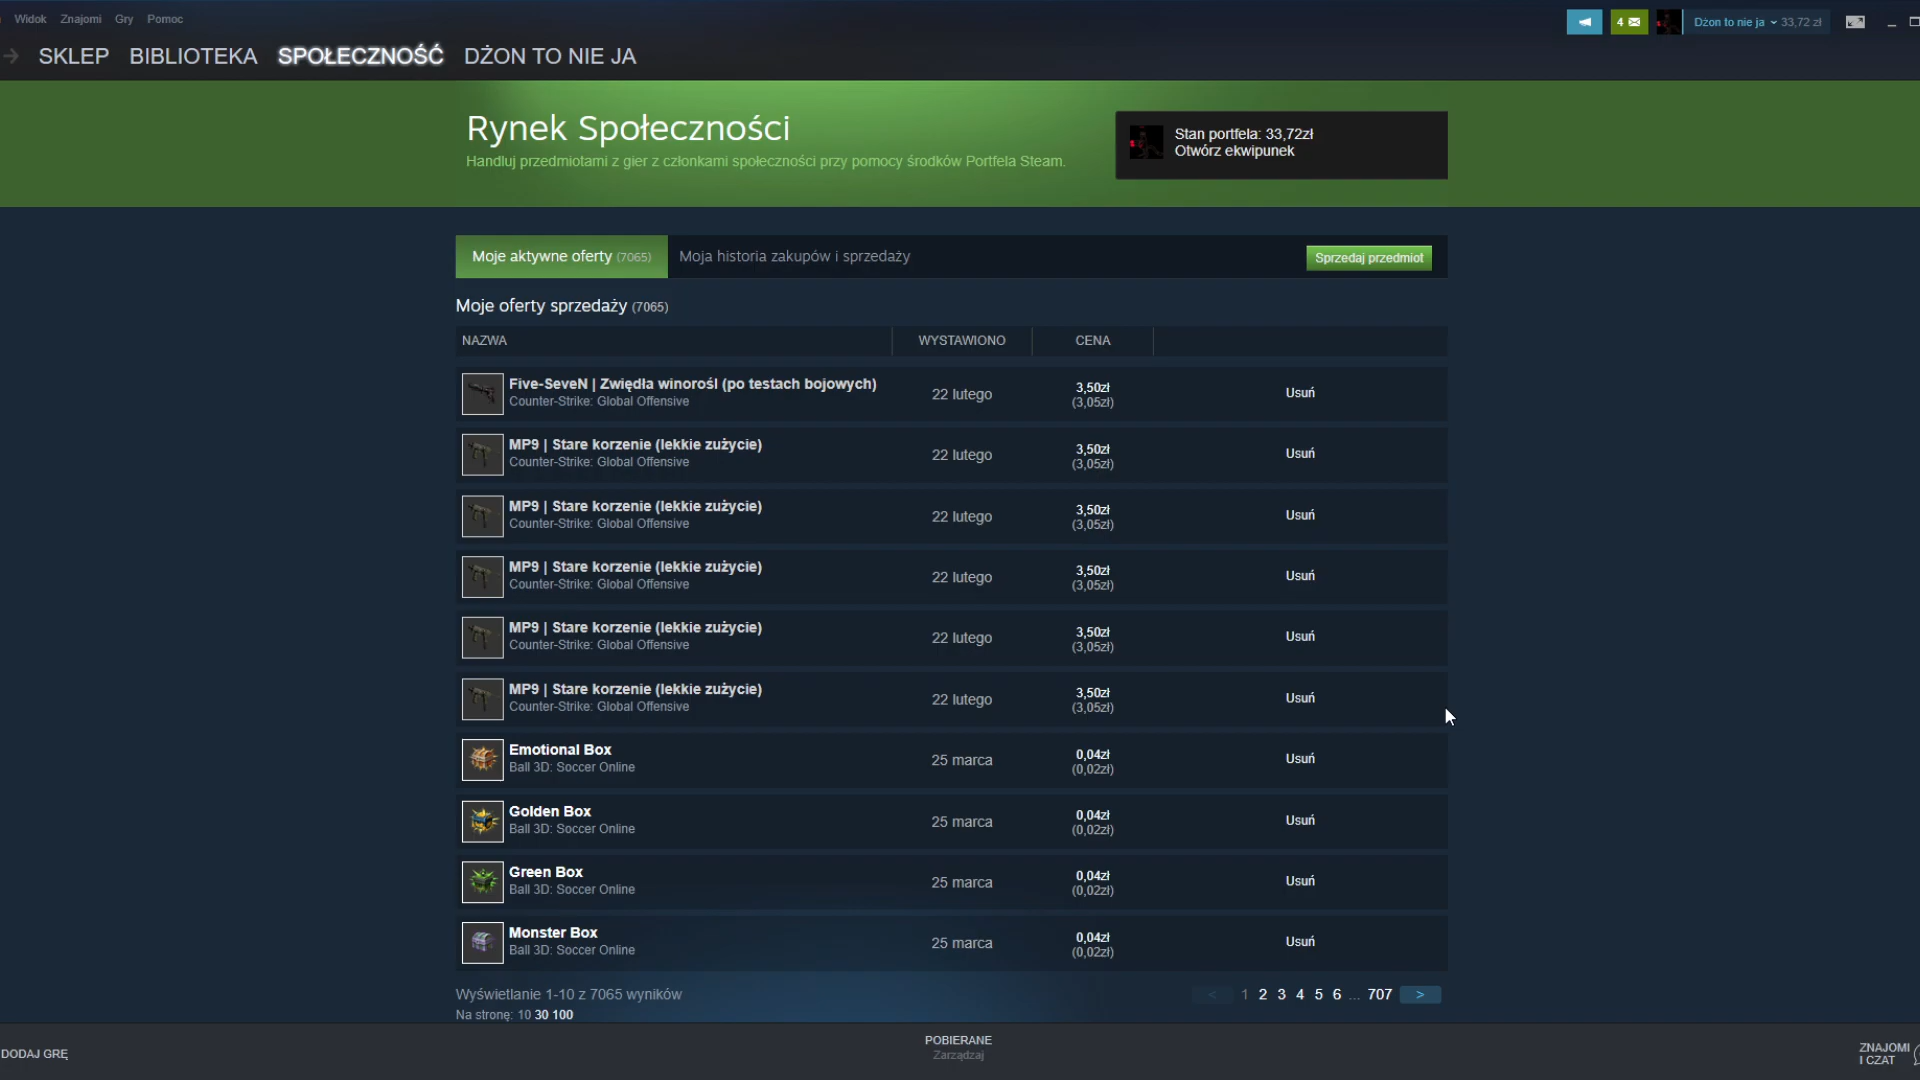 Widok Znajomi Gry Pomoc
4 Dżon to nie ja 33,72 zł
SKLEP BIBLIOTEKA SPOŁECZNOŚĆ DŻON TO NIE JA
Rynek Społeczności
Handluj przedmiotami z gier z członkami społeczności przy pomocy środków Portfela Steam.
Stan portfela: 33,72zł
Otwórz ekwipunek
Moje aktywne oferty (7065) Moja historia zakupów i sprzedaży Sprzedaj przedmiot
Moje oferty sprzedaży (7065)
NAZWA WYSTAWIONO CENA
Five-SeveN | Zwiędła winorośl (po testach bojowych)
Counter-Strike: Global Offensive
22 lutego
3,50zł
(3,05zł)
Usuń
MP9 | Stare korzenie (lekkie zużycie)
Counter-Strike: Global Offensive
22 lutego
3,50zł
(3,05zł)
Usuń
MP9 | Stare korzenie (lekkie zużycie)
Counter-Strike: Global Offensive
22 lutego
3,50zł
(3,05zł)
Usuń
MP9 | Stare korzenie (lekkie zużycie)
Counter-Strike: Global Offensive
22 lutego
3,50zł
(3,05zł)
Usuń
MP9 | Stare korzenie (lekkie zużycie)
Counter-Strike: Global Offensive
22 lutego
3,50zł
(3,05zł)
Usuń
MP9 | Stare korzenie (lekkie zużycie)
Counter-Strike: Global Offensive
22 lutego
3,50zł
(3,05zł)
Usuń
Emotional Box
Ball 3D: Soccer Online
25 marca
0,04zł
(0,02zł)
Usuń
Golden Box
Ball 3D: Soccer Online
25 marca
0,04zł
(0,02zł)
Usuń
Green Box
Ball 3D: Soccer Online
25 marca
0,04zł
(0,02zł)
Usuń
Monster Box
Ball 3D: Soccer Online
25 marca
0,04zł
(0,02zł)
Usuń
Wyświetlanie 1-10 z 7065 wyników
< 1 2 3 4 5 6 ... 707 >
Na stronę: 10 30 100
DODAJ GRĘ
POBIERANE
Zarządzaj
ZNAJOMI
I CZAT